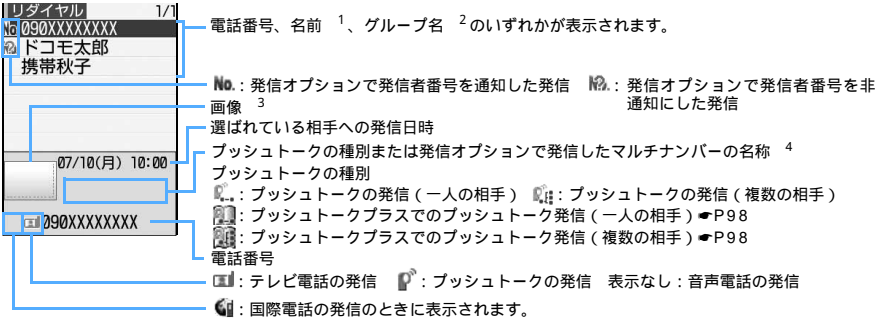 リダイヤル 1/1
No 090XXXXXXXX
ドコモ太郎
携帯秋子
07/10(月) 10:00
090XXXXXXXXX
電話番号、名前 1、グループ名 2のいずれかが表示されます。
No.:発信オプションで発信者番号を通知した発信 No?.:発信オプションで発信者番号を非
通知にした発信
画像 3
選ばれている相手への発信日時
プッシュトークの種別または発信オプションで発信したマルチナンバーの名称 4
プッシュトークの種別
:プッシュトークの発信(一人の相手) :プッシュトークの発信(複数の相手)
:プッシュトークプラスでのプッシュトーク発信(一人の相手)☛P98
:プッシュトークプラスでのプッシュトーク発信(複数の相手)☛P98
電話番号
:テレビ電話の発信 :プッシュトークの発信 表示なし:音声電話の発信
:国際電話の発信のときに表示されます。